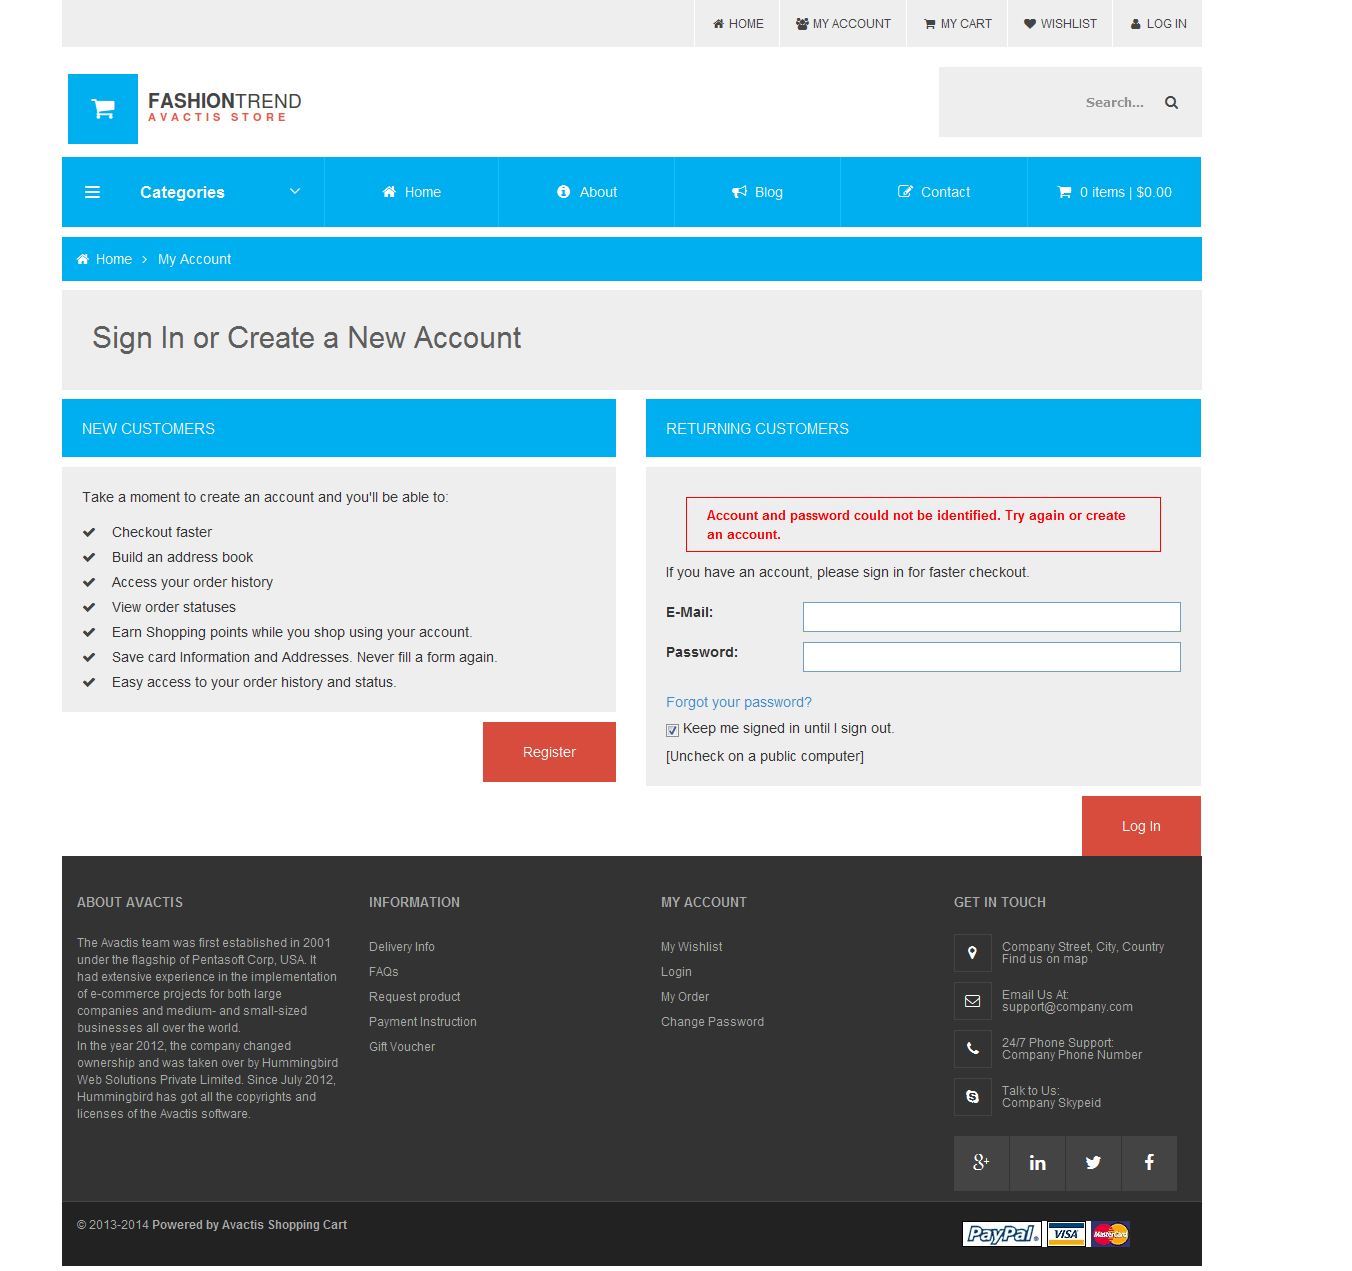 HOME MY ACCOUNT MY CART WISHLIST LOG IN
FASHIONTREND
AVACTIS STORE
Search...
Categories Home About Blog Contact 0 items | $0.00
Home > My Account
Sign In or Create a New Account
NEW CUSTOMERS
Take a moment to create an account and you'll be able to:
Checkout faster
Build an address book
Access your order history
View order statuses
Earn Shopping points while you shop using your account.
Save card Information and Addresses. Never fill a form again.
Easy access to your order history and status.
Register
RETURNING CUSTOMERS
Account and password could not be identified. Try again or create
an account.
If you have an account, please sign in for faster checkout.
E-Mail:
Password:
Forgot your password?
Keep me signed in until I sign out.
[Uncheck on a public computer]
Log In
ABOUT AVACTIS
The Avactis team was first established in 2001
under the flagship of Pentasoft Corp, USA. It
had extensive experience in the implementation
of e-commerce projects for both large
companies and medium- and small-sized
businesses all over the world.
In the year 2012, the company changed
ownership and was taken over by Hummingbird
Web Solutions Private Limited. Since July 2012,
Hummingbird has got all the copyrights and
licenses of the Avactis software.
INFORMATION
Delivery Info
FAQs
Request product
Payment Instruction
Gift Voucher
MY ACCOUNT
My Wishlist
Login
My Order
Change Password
GET IN TOUCH
Company Street, City, Country
Find us on map
Email Us At:
support@company.com
24/7 Phone Support:
Company Phone Number
Talk to Us:
Company Skypeid
© 2013-2014 Powered by Avactis Shopping Cart
PayPal VISA MasterCard